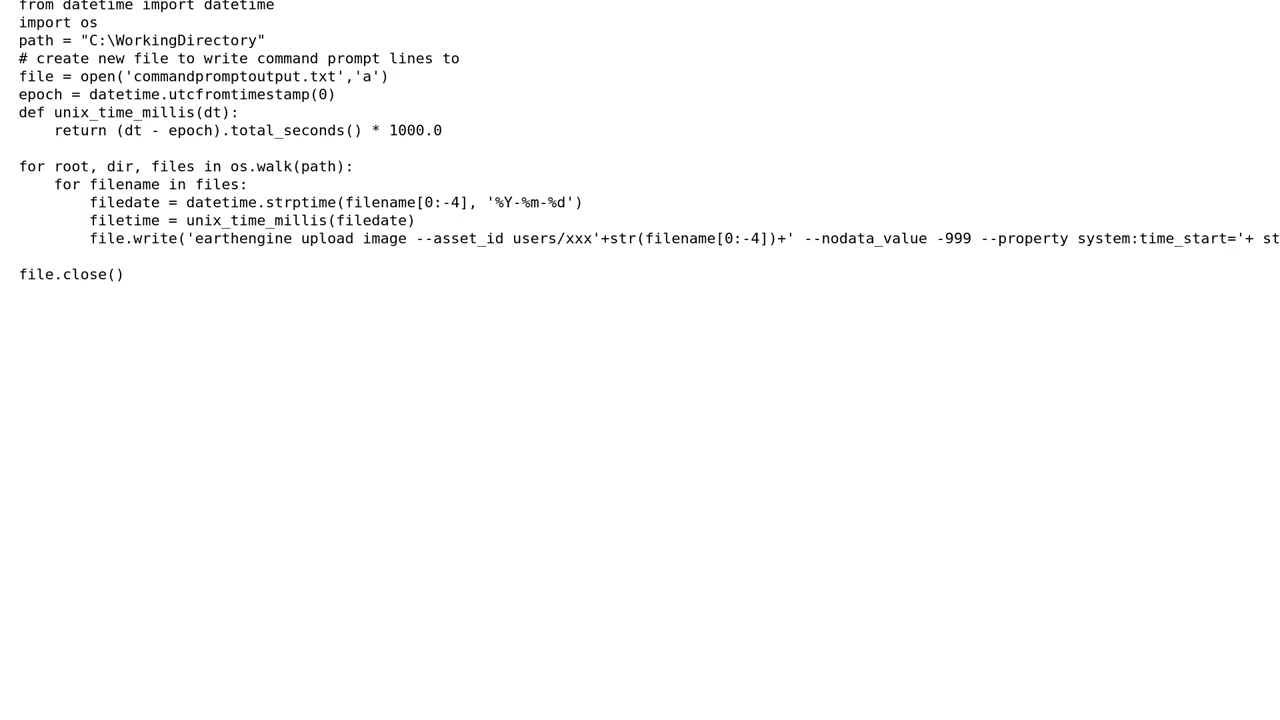 from datetime import datetime
import os
path = "C:\WorkingDirectory"
# create new file to write command prompt lines to
file = open('commandpromptoutput.txt','a')
epoch = datetime.utcfromtimestamp(0)
def unix_time_millis(dt):
    return (dt - epoch).total_seconds() * 1000.0

for root, dir, files in os.walk(path):
    for filename in files:
        filedate = datetime.strptime(filename[0:-4], '%Y-%m-%d')
        filetime = unix_time_millis(filedate)
        file.write('earthengine upload image --asset_id users/xxx'+str(filename[0:-4])+' --nodata_value -999 --property system:time_start='+ st

file.close()